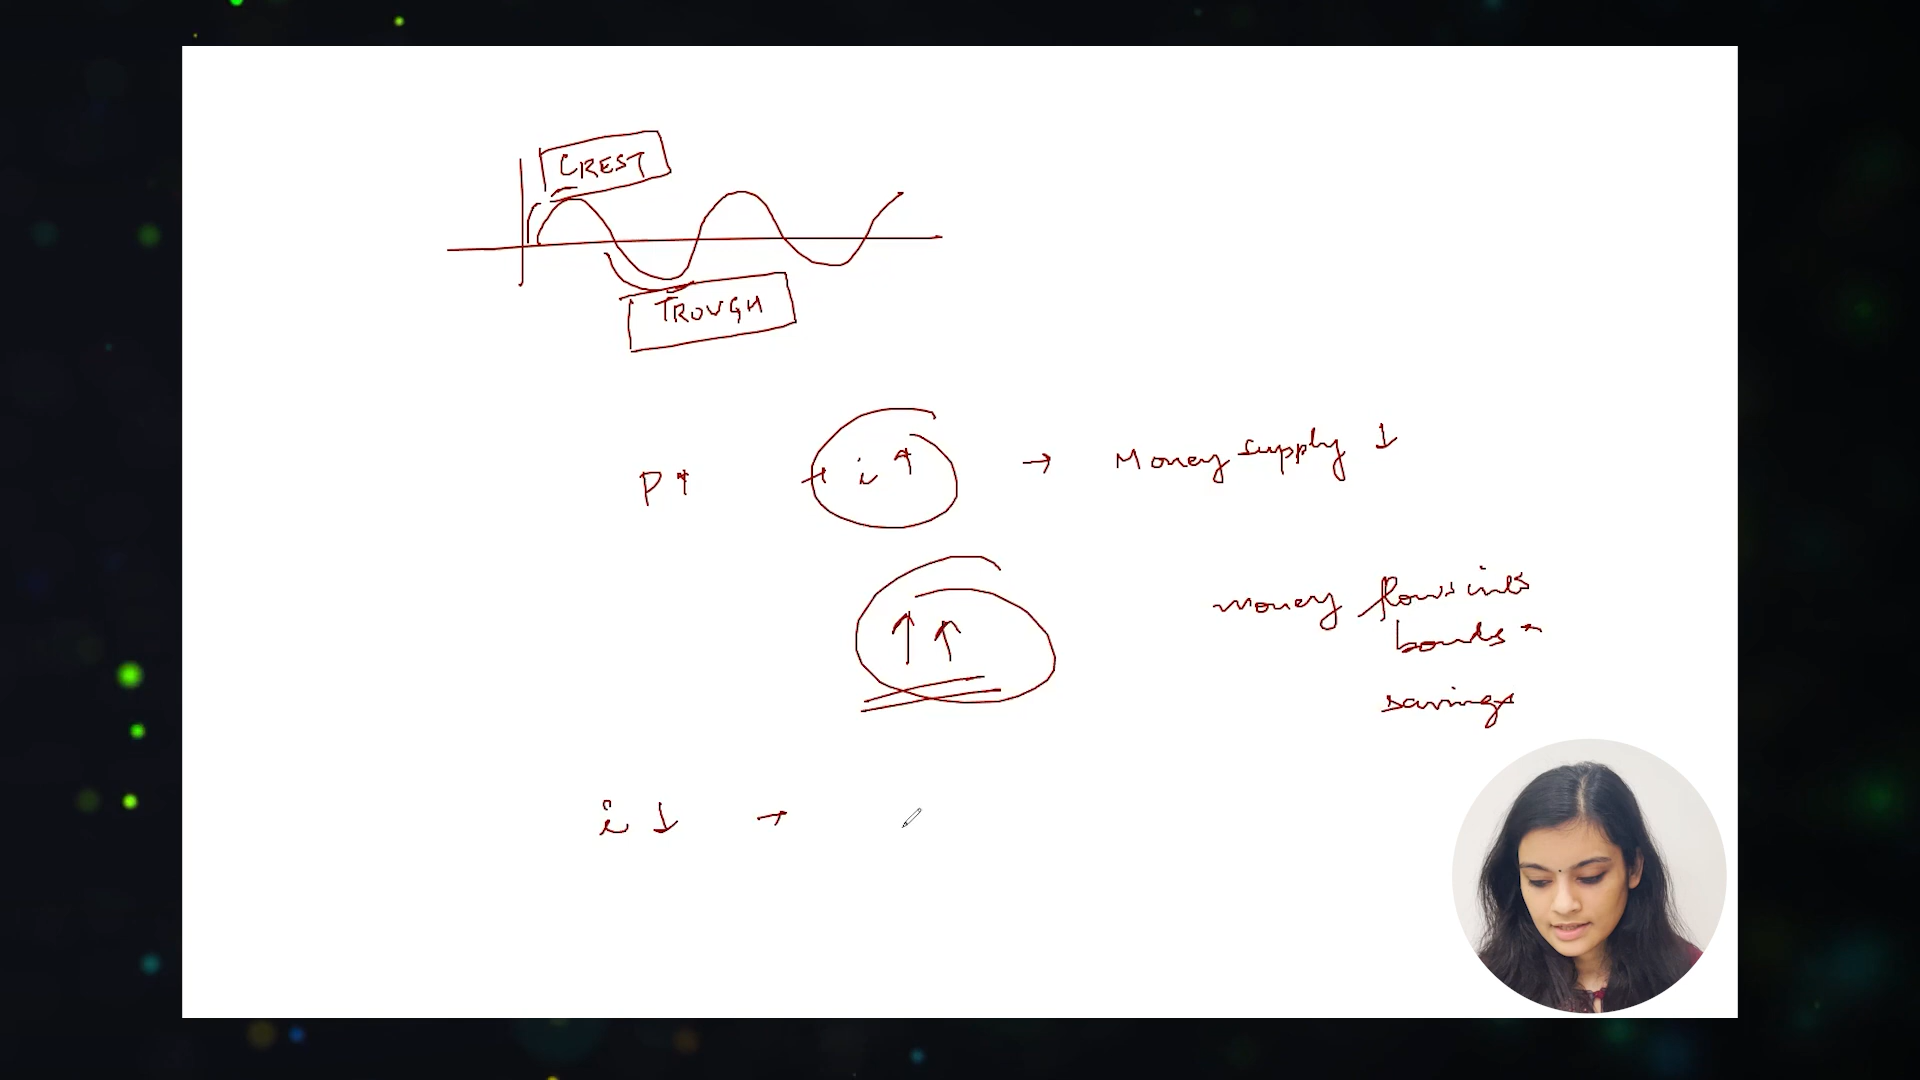 CREST
TROUGH
P↑ → i ↑ → Money supply ↓
↑ ↑
money flows into
bonds
savings
i ↓ →